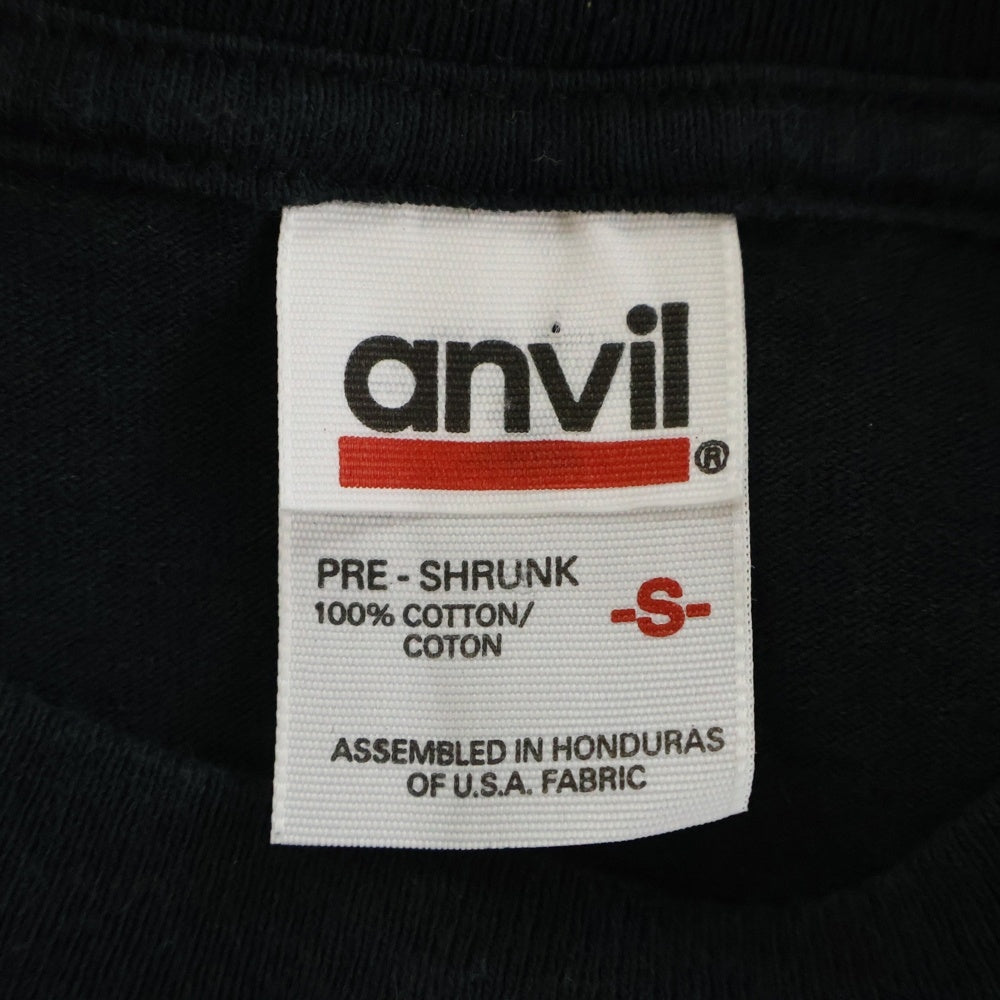 anvil®
PRE - SHRUNK
100% COTTON/
COTON
-S-
ASSEMBLED IN HONDURAS
OF U.S.A. FABRIC